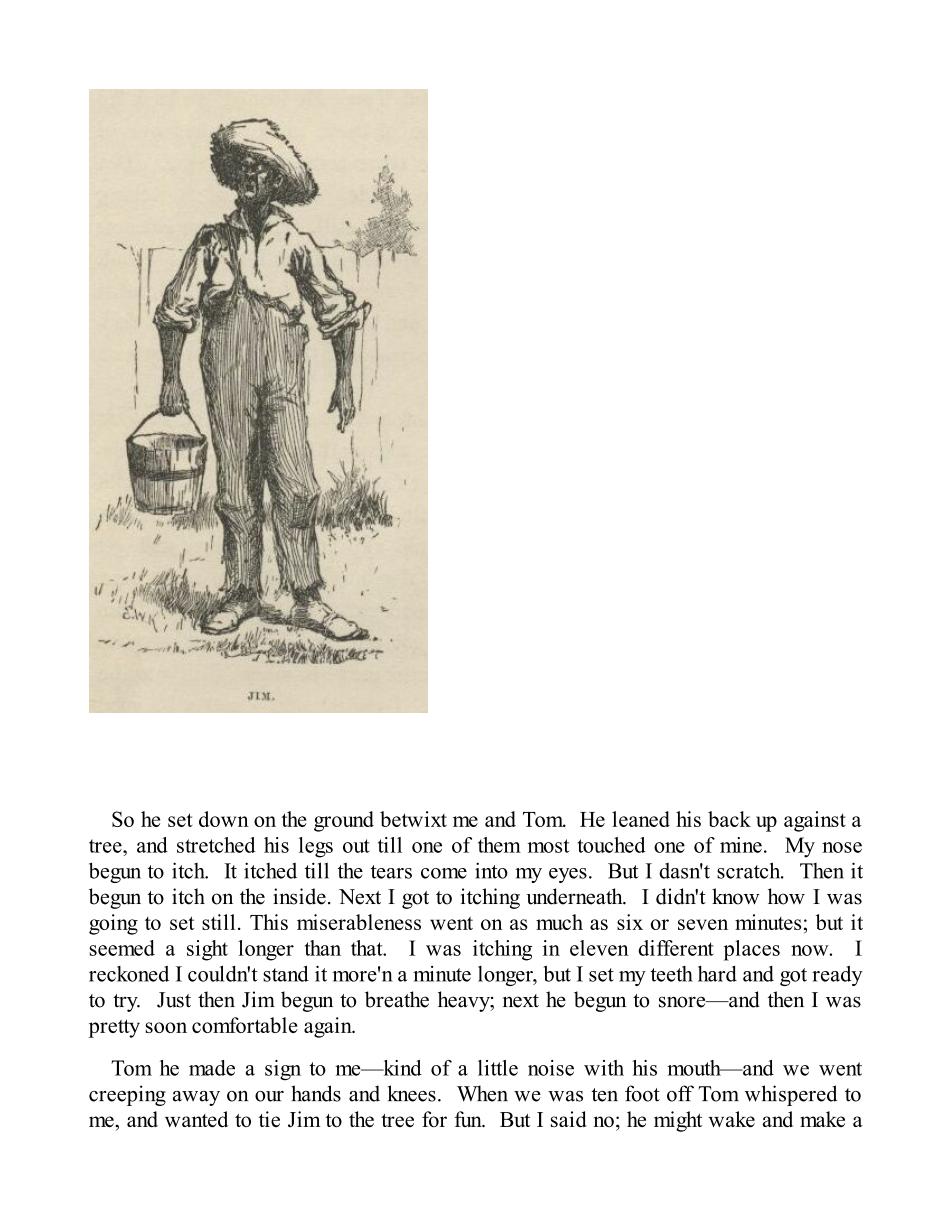 E.W.K
JIM.
So he set down on the ground betwixt me and Tom. He leaned his back up against a
tree, and stretched his legs out till one of them most touched one of mine. My nose
begun to itch. It itched till the tears come into my eyes. But I dasn't scratch. Then it
begun to itch on the inside. Next I got to itching underneath. I didn't know how I was
going to set still. This miserableness went on as much as six or seven minutes; but it
seemed a sight longer than that. I was itching in eleven different places now. I
reckoned I couldn't stand it more'n a minute longer, but I set my teeth hard and got ready
to try. Just then Jim begun to breathe heavy; next he begun to snore—and then I was
pretty soon comfortable again.
Tom he made a sign to me—kind of a little noise with his mouth—and we went
creeping away on our hands and knees. When we was ten foot off Tom whispered to
me, and wanted to tie Jim to the tree for fun. But I said no; he might wake and make a